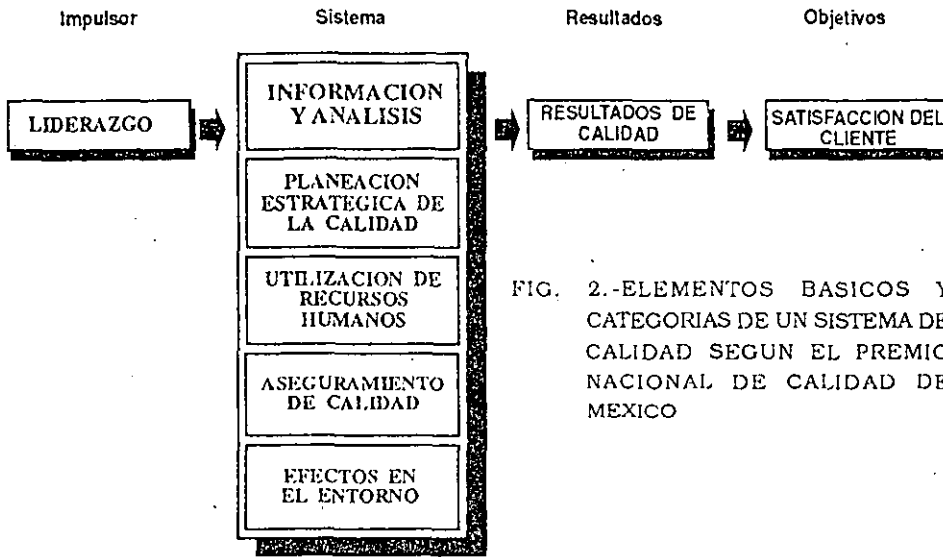 Impulsor Sistema Resultados Objetivos
LIDERAZGO
INFORMACION
Y ANALISIS
PLANEACION
ESTRATEGICA DE
LA CALIDAD
UTILIZACION DE
RECURSOS
HUMANOS
ASEGURAMIENTO
DE CALIDAD
EFECTOS EN
EL ENTORNO
RESULTADOS DE
CALIDAD
SATISFACCION DEL
CLIENTE
FIG. 2.-ELEMENTOS BASICOS Y
CATEGORIAS DE UN SISTEMA DE
CALIDAD SEGUN EL PREMIO
NACIONAL DE CALIDAD DE
MEXICO